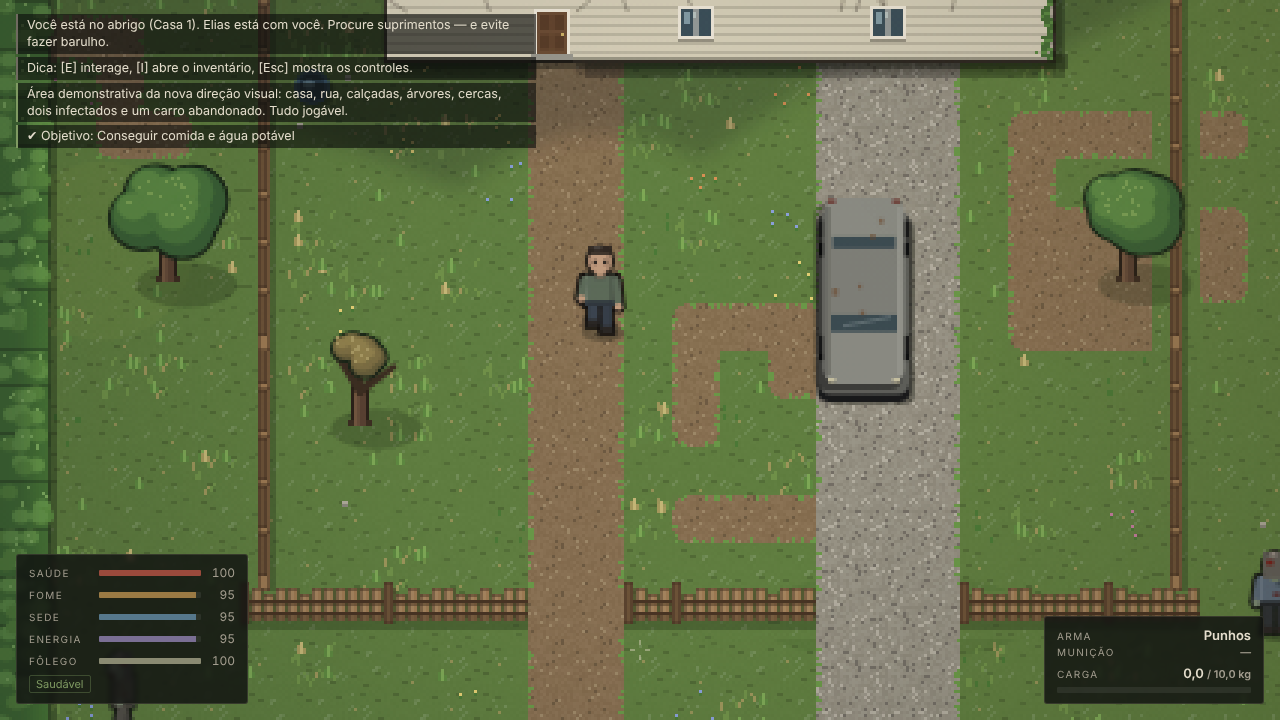 Você está no abrigo (Casa 1). Elias está com você. Procure suprimentos — e evite
fazer barulho.
Dica: [E] interage, [I] abre o inventário, [Esc] mostra os controles.
Área demonstrativa da nova direção visual: casa, rua, calçadas, árvores, cercas,
dois infectados e um carro abandonado. Tudo jogável.
✔ Objetivo: Conseguir comida e água potável
SAÚDE 100
FOME 95
SEDE 95
ENERGIA 95
FÔLEGO 100
Saudável
ARMA Punhos
MUNIÇÃO —
CARGA 0,0 / 10,0 kg